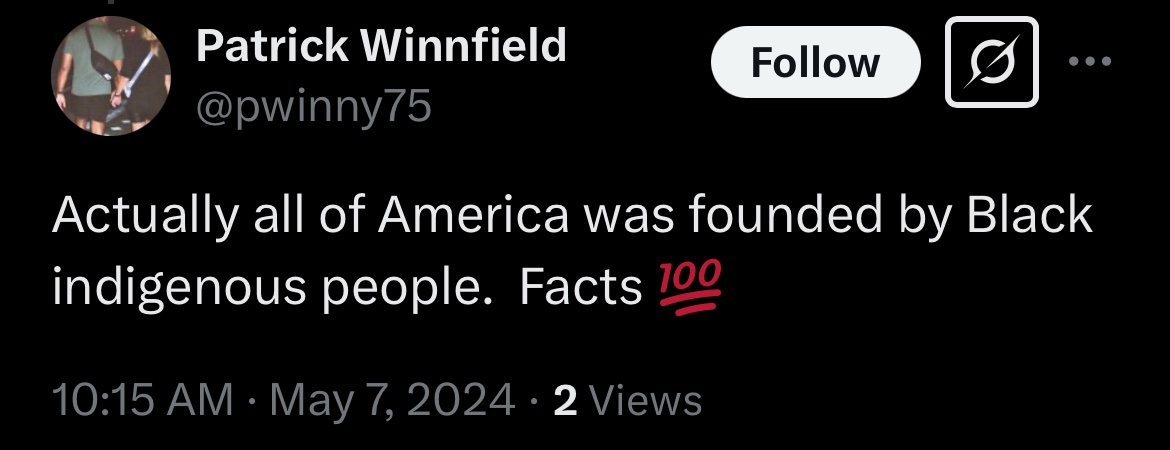 Patrick Winnfield
Follow
@pwinny75
Actually all of America was founded by Black
indigenous people.  Facts 💯
10:15 AM · May 7, 2024 · 2 Views